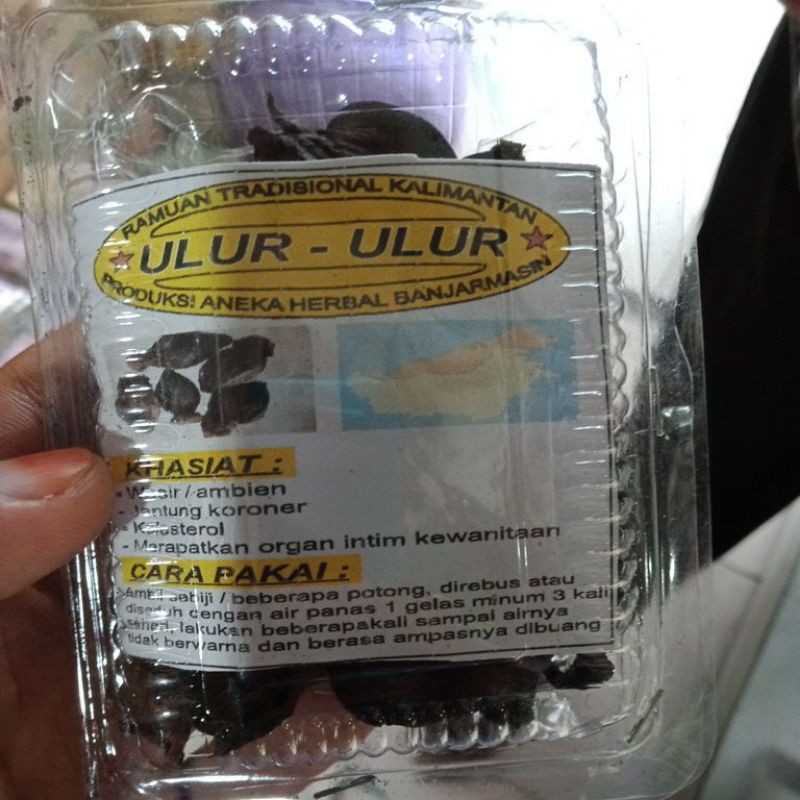 RAMUAN TRADISIONAL KALIMANTAN
ULUR - ULUR
PRODUKSI ANEKA HERBAL BANJARMASIN
KHASIAT :
- Wasir / ambien
- Jantung koroner
- Kolesterol
- Merapatkan organ intim kewanitaan
CARA PAKAI :
Ambil sebiji / beberapa potong, direbus atau
diseduh dengan air panas 1 gelas minum 3 kali
sehari, lakukan beberapakali sampai airnya
tidak berwarna dan berasa ampasnya dibuang